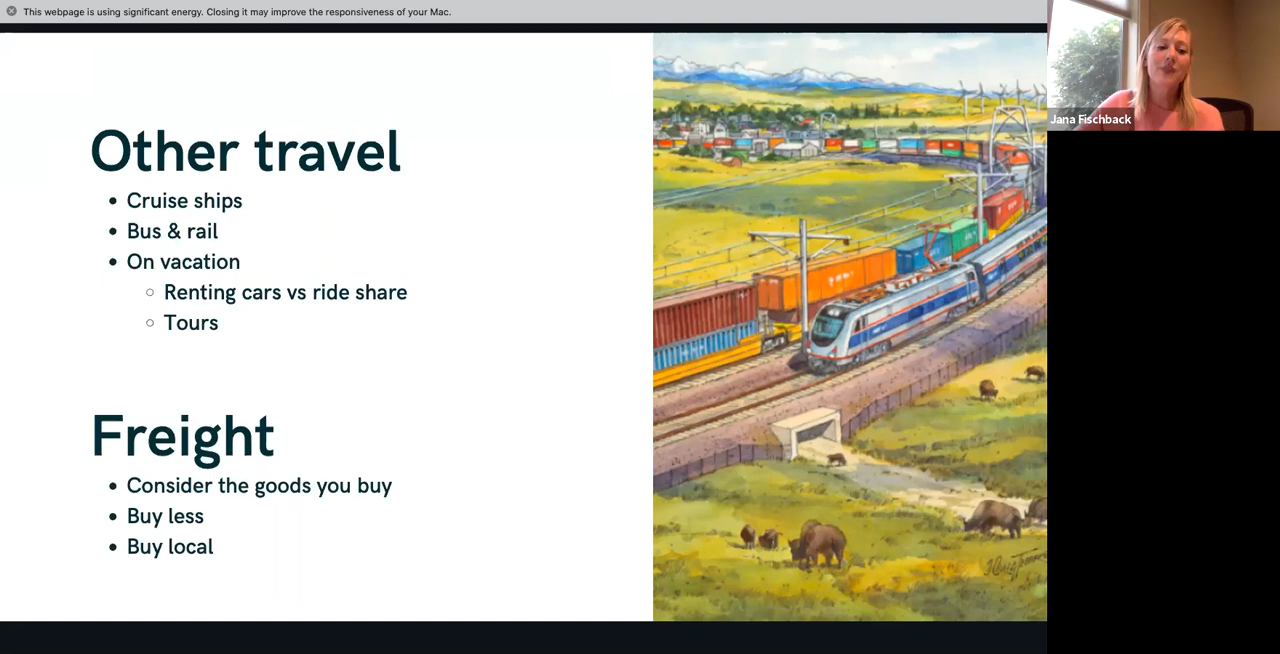 This webpage is using significant energy. Closing it may improve the responsiveness of your Mac.
Jana Fischback
Other travel
Cruise ships
Bus & rail
On vacation
Renting cars vs ride share
Tours
Freight
Consider the goods you buy
Buy less
Buy local